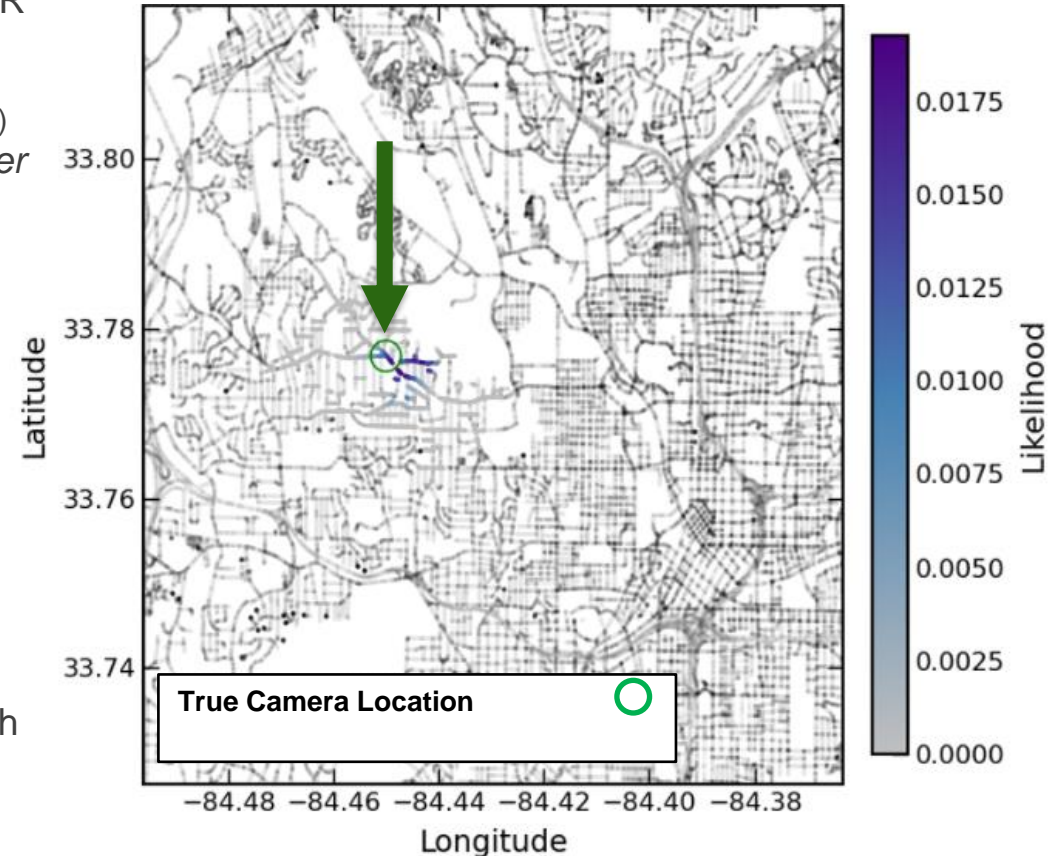 R
)
er
h
33.80
33.78
33.76
33.74
Latitude
True Camera Location
−84.48 −84.46 −84.44 −84.42 −84.40 −84.38
Longitude
0.0175
0.0150
0.0125
0.0100
0.0075
0.0050
0.0025
0.0000
Likelihood